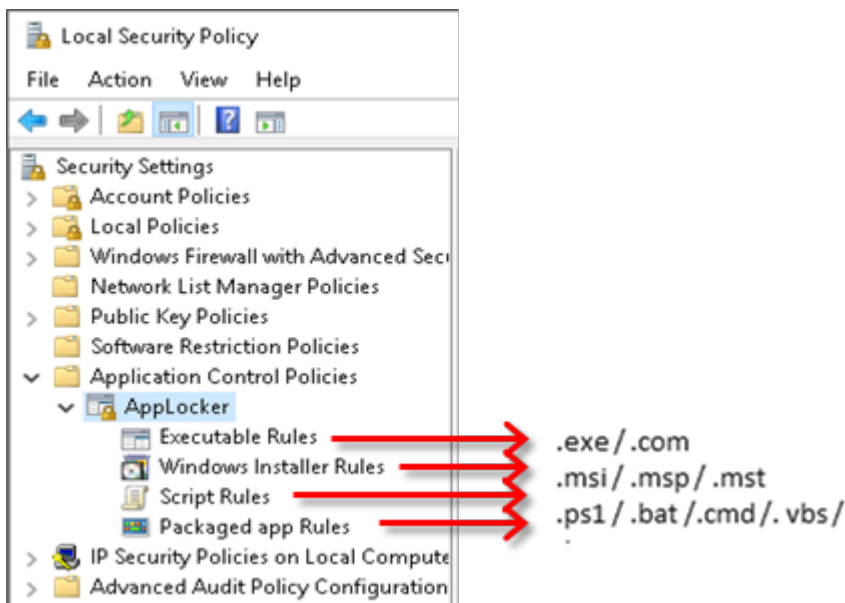 Local Security Policy
File Action View Help
Security Settings
Account Policies
Local Policies
Windows Firewall with Advanced Secu
Network List Manager Policies
Public Key Policies
Software Restriction Policies
Application Control Policies
AppLocker
Executable Rules
.exe / .com
Windows Installer Rules
.msi / .msp / .mst
Script Rules
.ps1 / .bat /.cmd /. vbs /
Packaged app Rules
IP Security Policies on Local Compute
Advanced Audit Policy Configuration